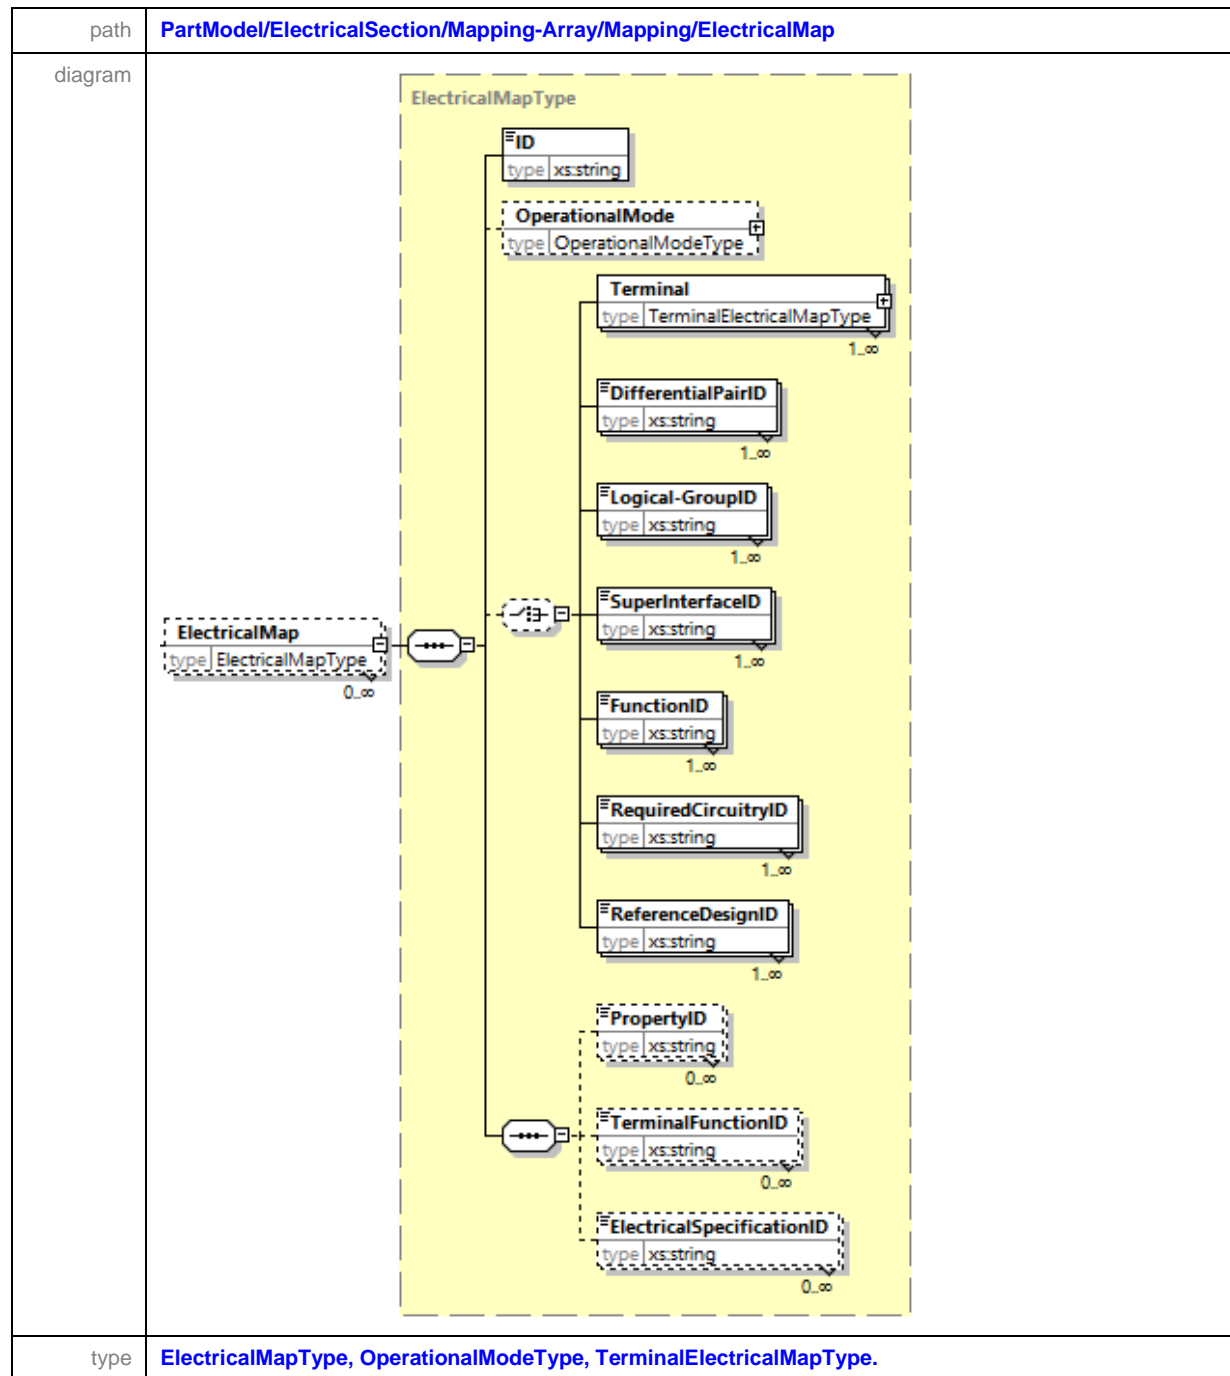 path PartModel/ElectricalSection/Mapping-Array/Mapping/ElectricalMap
diagram
ElectricalMapType
ID
type xs:string
OperationalMode
type OperationalModeType
Terminal
type TerminalElectricalMapType
1..∞
DifferentialPairID
type xs:string
1..∞
Logical-GroupID
type xs:string
1..∞
SuperInterfaceID
type xs:string
1..∞
ElectricalMap
type ElectricalMapType
0..∞
FunctionID
type xs:string
1..∞
RequiredCircuitryID
type xs:string
1..∞
ReferenceDesignID
type xs:string
1..∞
PropertyID
type xs:string
0..∞
TerminalFunctionID
type xs:string
0..∞
ElectricalSpecificationID
type xs:string
0..∞
type ElectricalMapType, OperationalModeType, TerminalElectricalMapType.